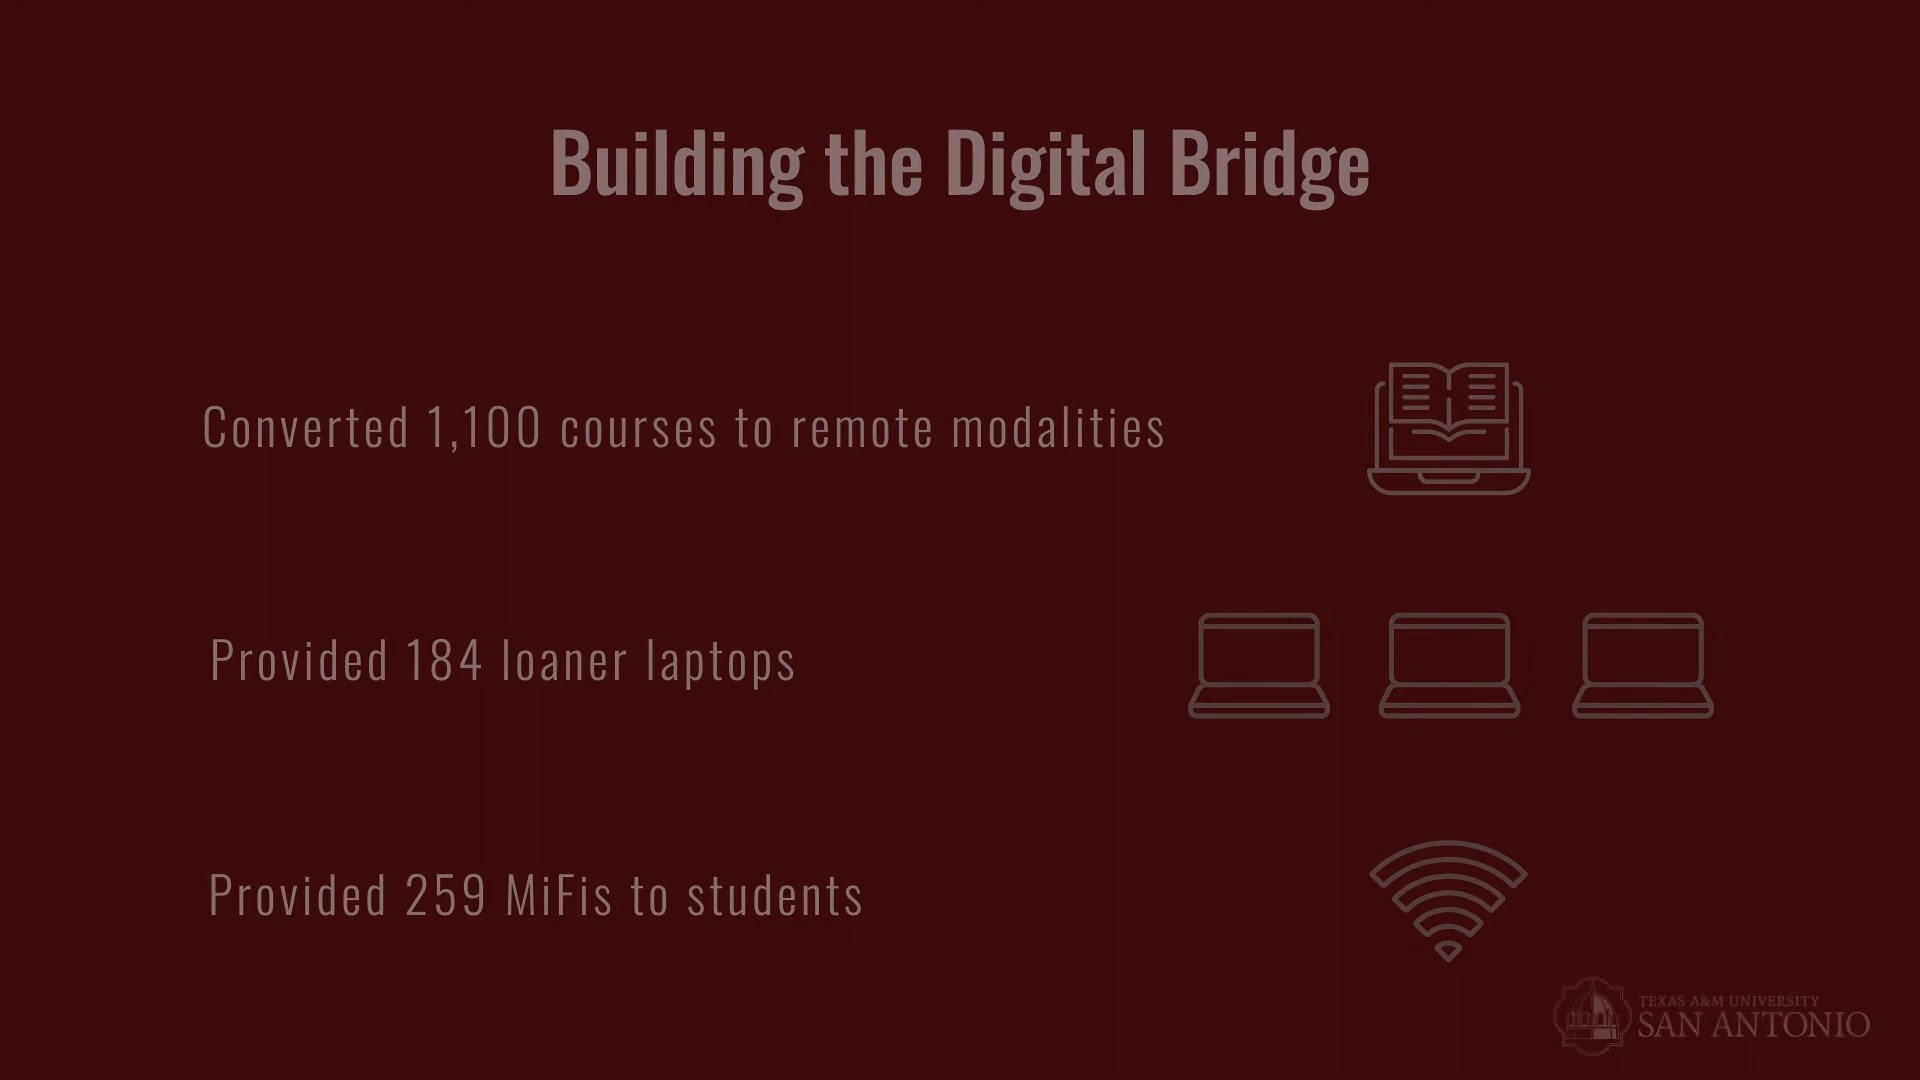 Building the Digital Bridge
Converted 1,100 courses to remote modalities
Provided 184 loaner laptops
Provided 259 MiFis to students
TEXAS A&M UNIVERSITY
SAN ANTONIO